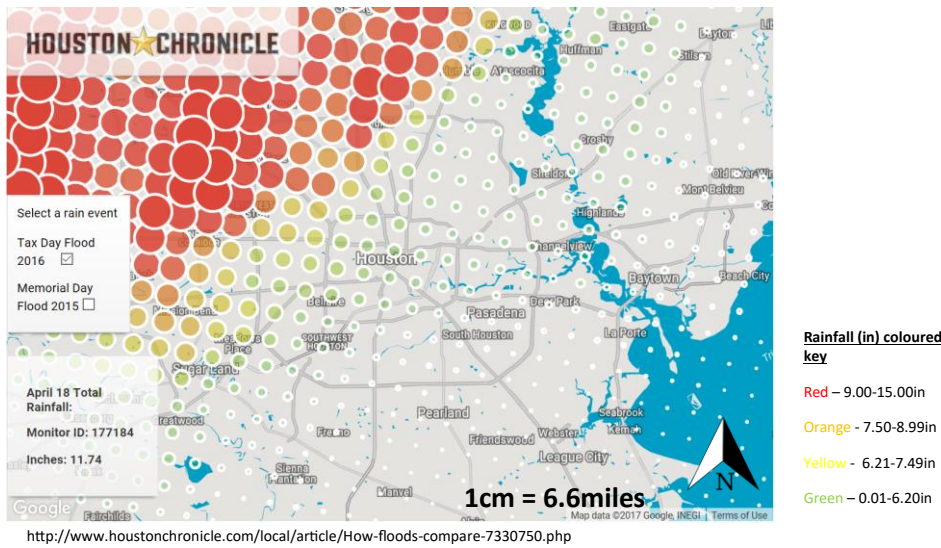 HOUSTON CHRONICLE
Eastgate
Dayton
Huffman
Stilson
Atascocita
Crosby
Sheldon
Mont Belvieu
Highlands
Select a rain event
Tax Day Flood
2016
Memorial Day
Flood 2015
Channelview
Houston
Baytown
Beach City
Bellaire
Deer Park
Pasadena
La Porte
SOUTHWEST
HOUSTON
South Houston
Place
Sugar Land
April 18 Total
Rainfall:
Monitor ID: 177184
Inches: 11.74
Pearland
Seabrook
Fresno
Friendswood
Webster
Kemah
League City
Sienna
Plantation
Manvel
N
1cm = 6.6miles
Google
Fairchilds
Map data ©2017 Google, INEGI
Terms of Use
Rainfall (in) coloured
key
Red – 9.00-15.00in
Orange - 7.50-8.99in
Yellow - 6.21-7.49in
Green – 0.01-6.20in
http://www.houstonchronicle.com/local/article/How-floods-compare-7330750.php